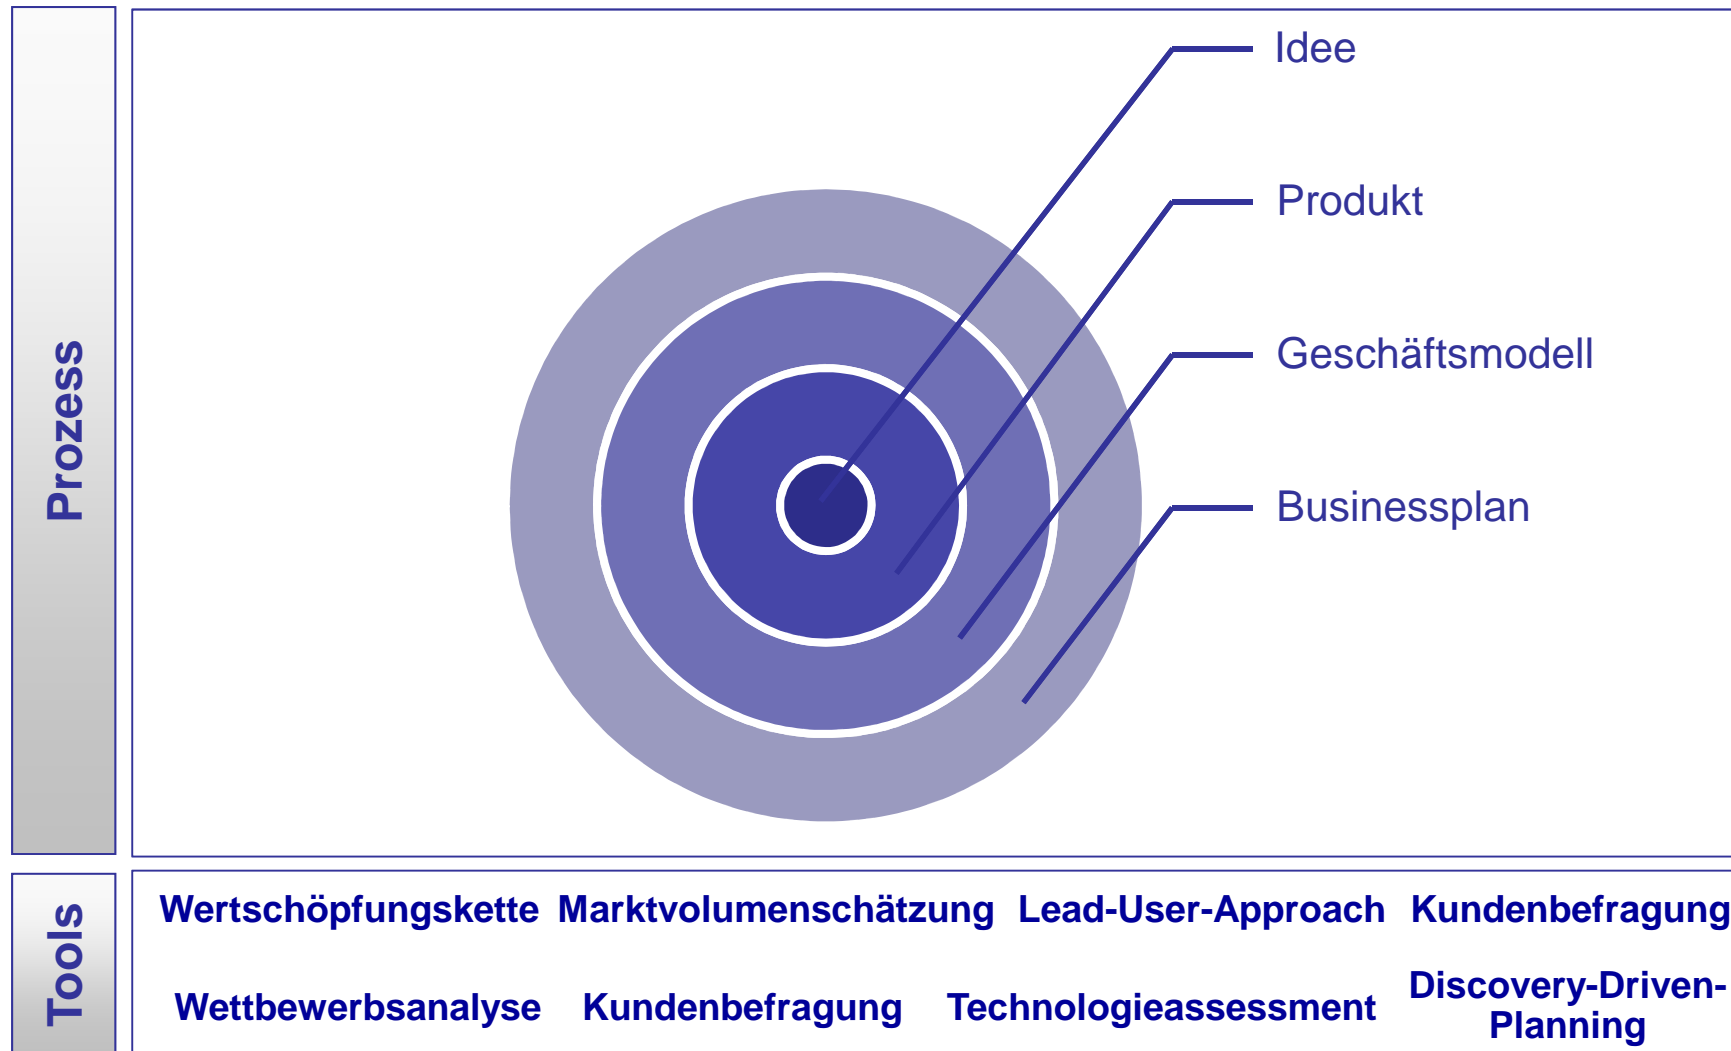 Prozess
Idee
Produkt
Geschäftsmodell
Businessplan
Tools
Wertschöpfungskette Marktvolumenschätzung Lead-User-Approach Kundenbefragung
Wettbewerbsanalyse Kundenbefragung Technologieassessment Discovery-Driven-
Planning